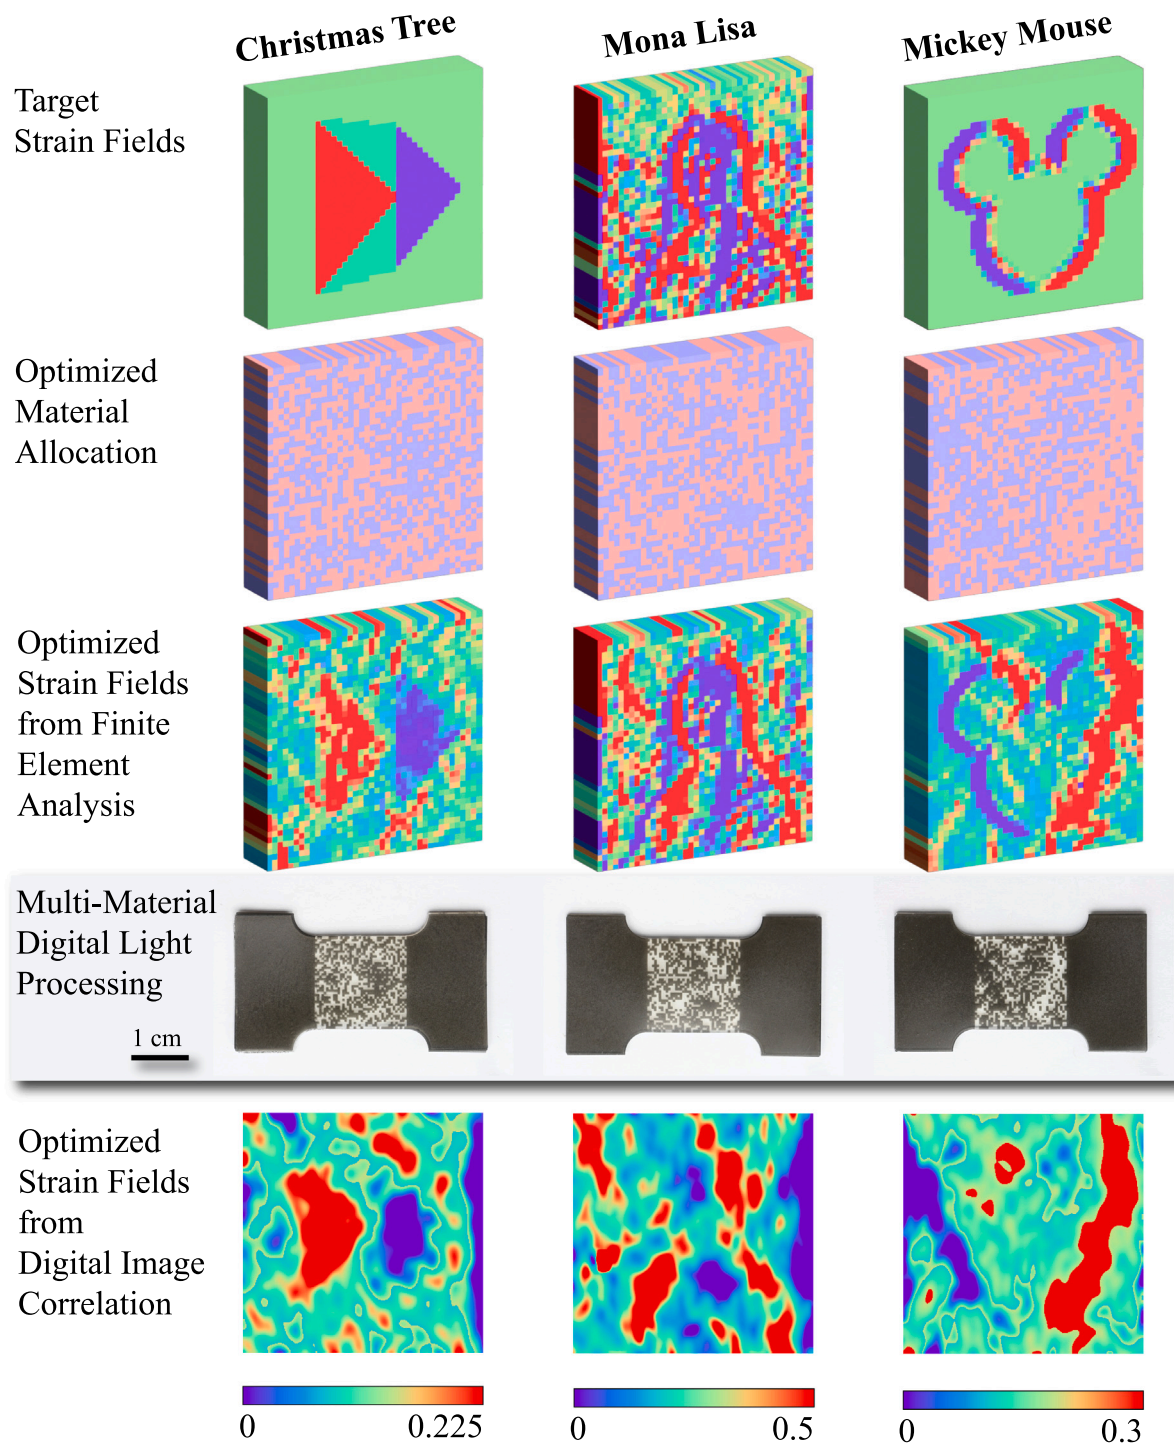 Christmas Tree
Mona Lisa
Mickey Mouse
Target
Strain Fields
Optimized
Material
Allocation
Optimized
Strain Fields
from Finite
Element
Analysis
Multi-Material
Digital Light
Processing
1 cm
Optimized
Strain Fields
from
Digital Image
Correlation
0 0.225
0 0.5
0 0.3